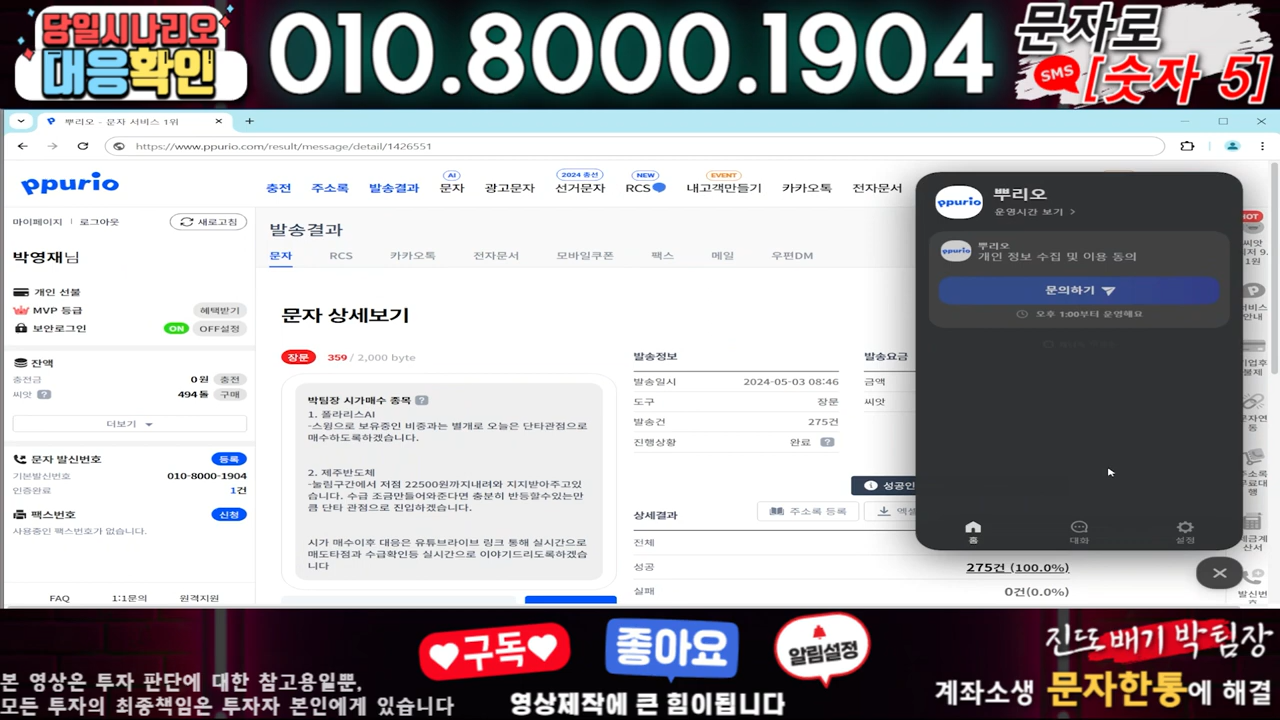 당일시나리오
대응확인
010.8000.1904
문자로
SMS
[숫자 5]
뿌리오 - 문자 서비스 1위
https://www.ppurio.com/result/message/detail/1426551
ppurio
충전
주소록
발송결과
AI
문자
광고문자
2024 총선
선거문자
NEW
RCS
EVENT
내고객만들기
카카오톡
전자문서
마이페이지
로그아웃
새로고침
박영재님
개인 선불
MVP 등급
혜택받기
보안로그인
ON
OFF설정
잔액
충전금
0원
충전
씨앗 ?
494톨
구매
더보기
문자 발신번호
등록
기본발신번호
010-8000-1904
인증완료
1건
팩스번호
신청
사용중인 팩스번호가 없습니다.
FAQ
1:1문의
원격지원
발송결과
문자
RCS
카카오톡
전자문서
모바일쿠폰
팩스
메일
우편DM
문자 상세보기
장문
359 / 2,000 byte
박팀장 시가매수 종목 ?
1. 폴라리스AI
-스윙으로 보유중인 비중과는 별개로 오늘은 단타관점으로
매수하도록하겠습니다.
2. 제주반도체
-눌림구간에서 저점 22500원까지내려와 지지받아주고있
습니다. 수급 조금만들어와준다면 충분히 반등할수있는만
큼 단타 관점으로 진입하겠습니다.
시가 매수이후 대응은 유튜브라이브 링크 통해 실시간으로
매도타점과 수급확인등 실시간으로 이야기드리도록하겠습
니다
발송정보
발송일시
2024-05-03 08:46
도구
장문
발송건
275건
진행상황
완료 ?
발송요금
금액
씨앗
성공인
상세결과
주소록 등록
엑셀
전체
성공
275건 (100.0%)
실패
0건(0.0%)
ppurio
뿌리오
운영시간 보기 >
ppurio
뿌리오
개인 정보 수집 및 이용 동의
문의하기
오후 1:00부터 운영해요
홈
대화
설정
구독
좋아요
알림설정
영상제작에 큰 힘이됩니다
본 영상은 투자 판단에 대한 참고용일뿐,
모든 투자의 최종책임은 투자자 본인에게 있습니다
진또배기 박팀장
계좌소생 문자한통에 해결